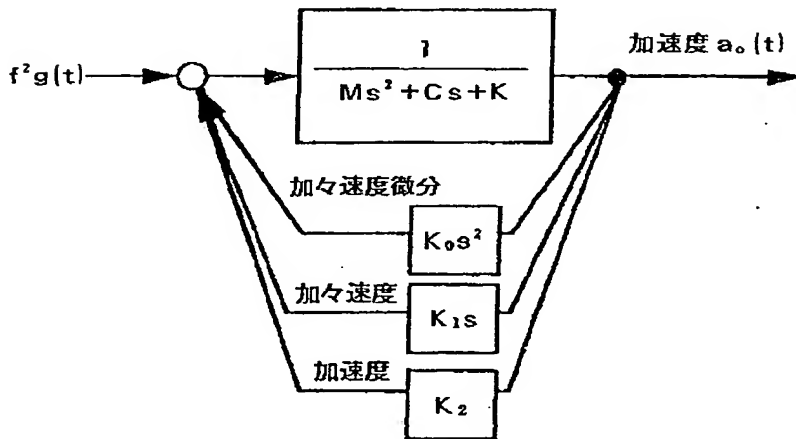 f²g(t)
1
Ms²+Cs+K
加速度 a₀(t)
加々速度微分
K₀s²
加々速度
K₁s
加速度
K₂